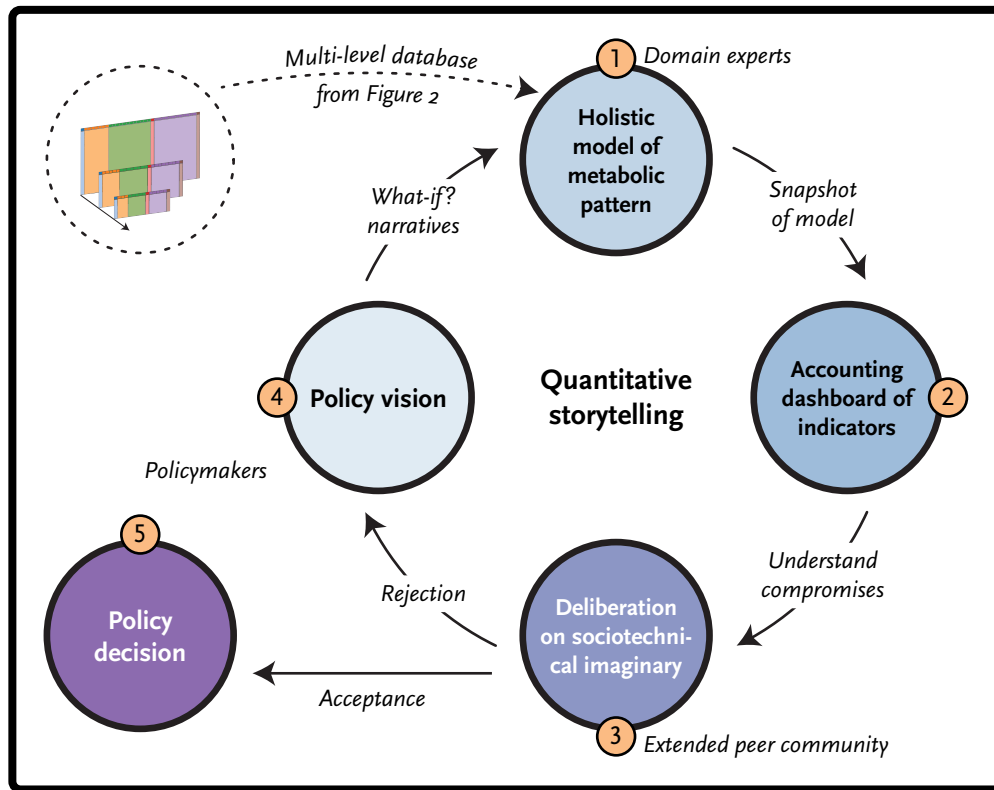 Multi-level database
from Figure 2
1
Domain experts
Holistic
model of
metabolic
pattern
What-if?
narratives
Snapshot
of model
4
Policy vision
Quantitative
storytelling
Accounting
dashboard of
indicators
2
Policymakers
5
Policy
decision
Rejection
Understand
compromises
Deliberation
on sociotechni-
cal imaginary
Acceptance
3
Extended peer community